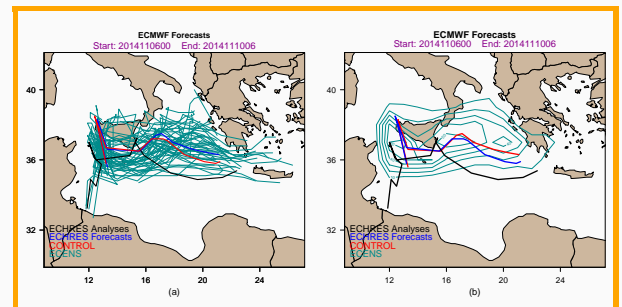 ECMWF Forecasts
Start: 2014110600 End: 2014111006
40
36
32
ECHRES Analyses
ECHRES Forecasts
CONTROL
ECENS
12 16 20 24
(a)
ECMWF Forecasts
Start: 2014110600 End: 2014111006
40
36
32
ECHRES Analyses
ECHRES Forecasts
CONTROL
ECENS
12 16 20 24
(b)